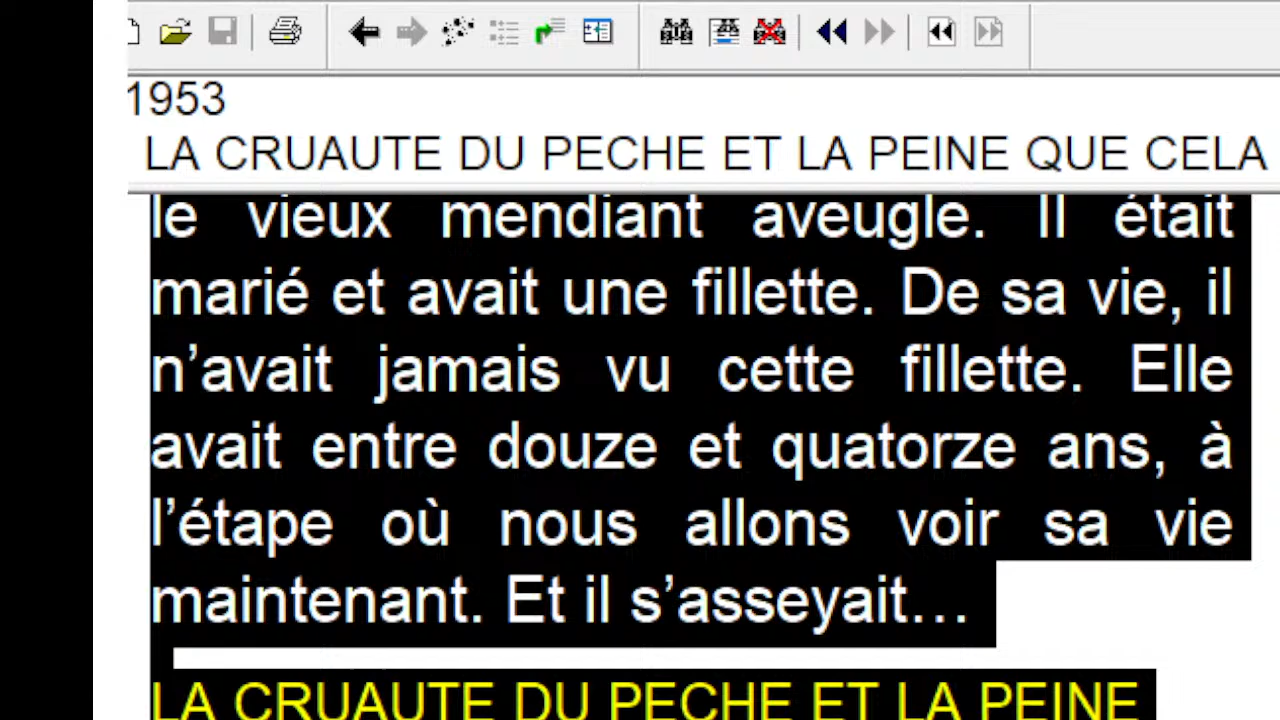 1953
LA CRUAUTE DU PECHE ET LA PEINE QUE CELA
le vieux mendiant aveugle. Il était
marié et avait une fillette. De sa vie, il
n’avait jamais vu cette fillette. Elle
avait entre douze et quatorze ans, à
l’étape où nous allons voir sa vie
maintenant. Et il s’asseyait…
LA CRUAUTE DU PECHE ET LA PEINE